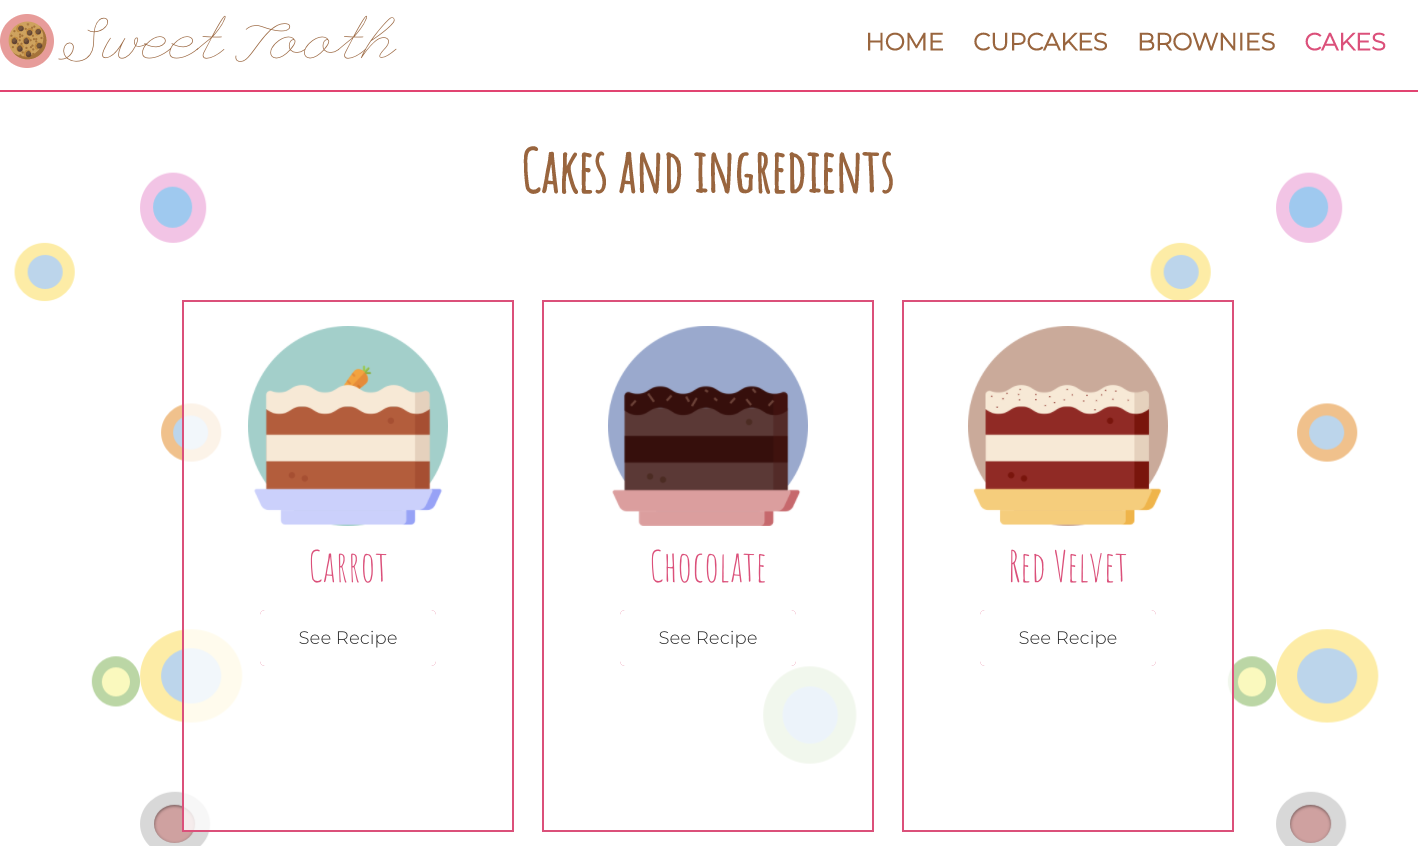 Sweet Tooth
HOME CUPCAKES BROWNIES CAKES
Cakes and ingredients
Carrot
See Recipe
Chocolate
See Recipe
Red Velvet
See Recipe